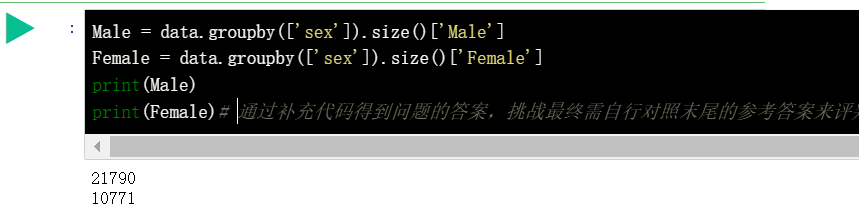 :
Male = data.groupby(['sex']).size()['Male']
Female = data.groupby(['sex']).size()['Female']
print(Male)
print(Female)# 通过补充代码得到问题的答案，挑战最终需自行对照末尾的参考答案来评
21790
10771